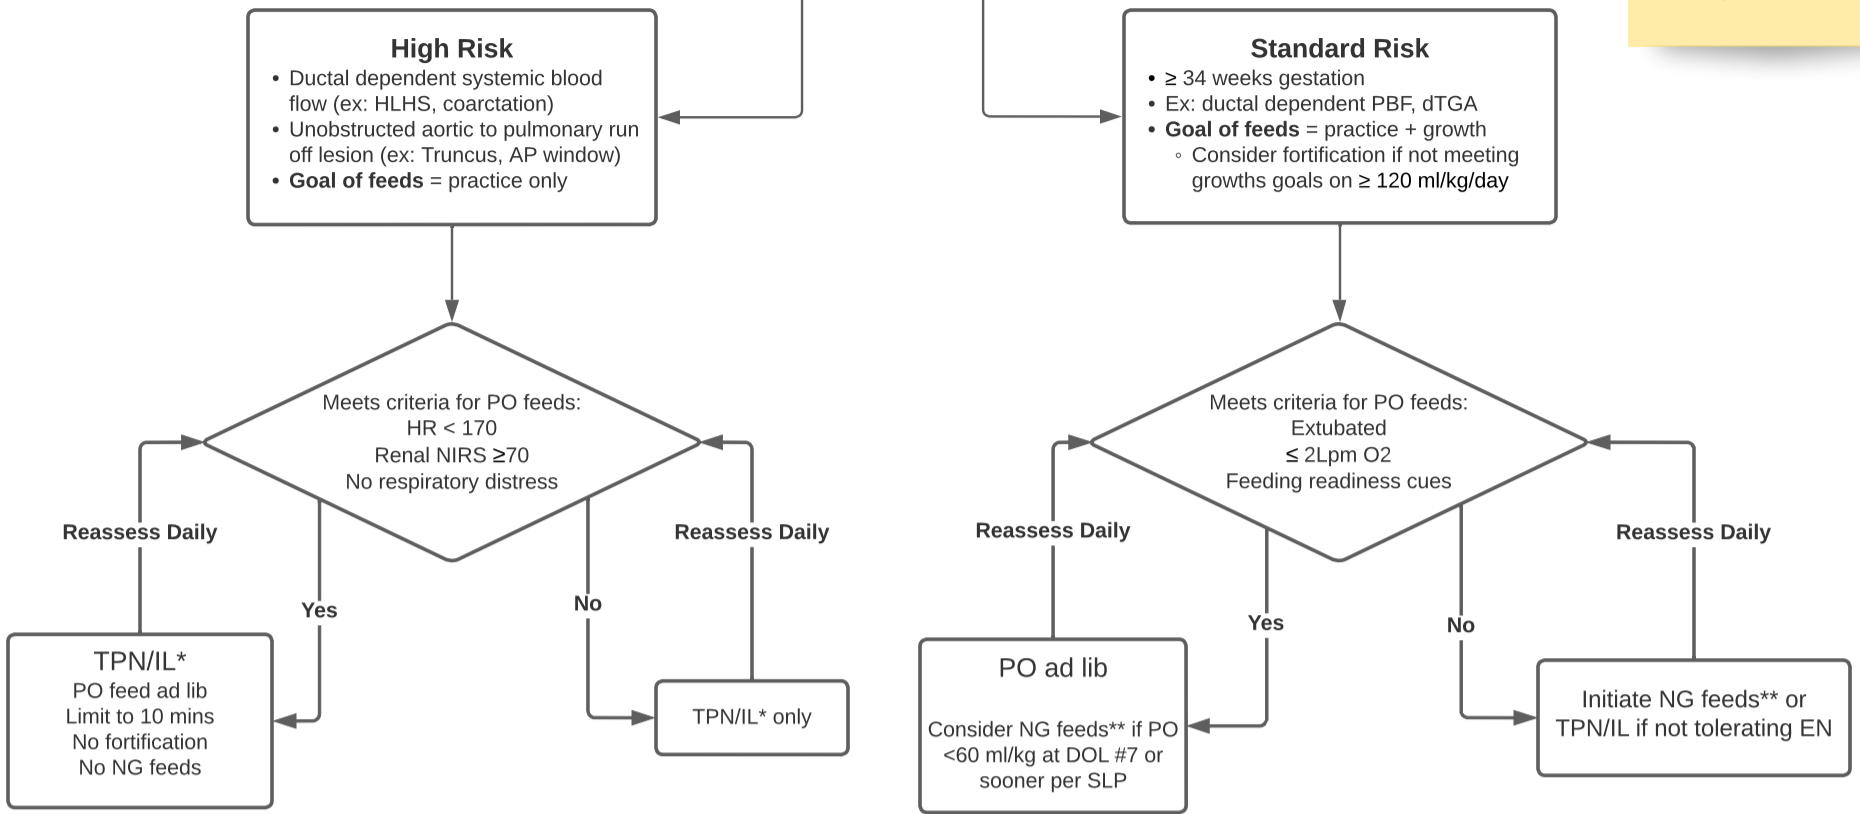 High Risk
• Ductal dependent systemic blood
flow (ex: HLHS, coarctation)
• Unobstructed aortic to pulmonary run
off lesion (ex: Truncus, AP window)
• Goal of feeds = practice only
Standard Risk
• ≥ 34 weeks gestation
• Ex: ductal dependent PBF, dTGA
• Goal of feeds = practice + growth
◦ Consider fortification if not meeting
growths goals on ≥ 120 ml/kg/day
Meets criteria for PO feeds:
HR < 170
Renal NIRS ≥70
No respiratory distress
Reassess Daily
Yes
No
Reassess Daily
TPN/IL*
PO feed ad lib
Limit to 10 mins
No fortification
No NG feeds
TPN/IL* only
Meets criteria for PO feeds:
Extubated
≤ 2Lpm O2
Feeding readiness cues
Reassess Daily
Yes
No
Reassess Daily
PO ad lib
Consider NG feeds** if PO
<60 ml/kg at DOL #7 or
sooner per SLP
Initiate NG feeds** or
TPN/IL if not tolerating EN